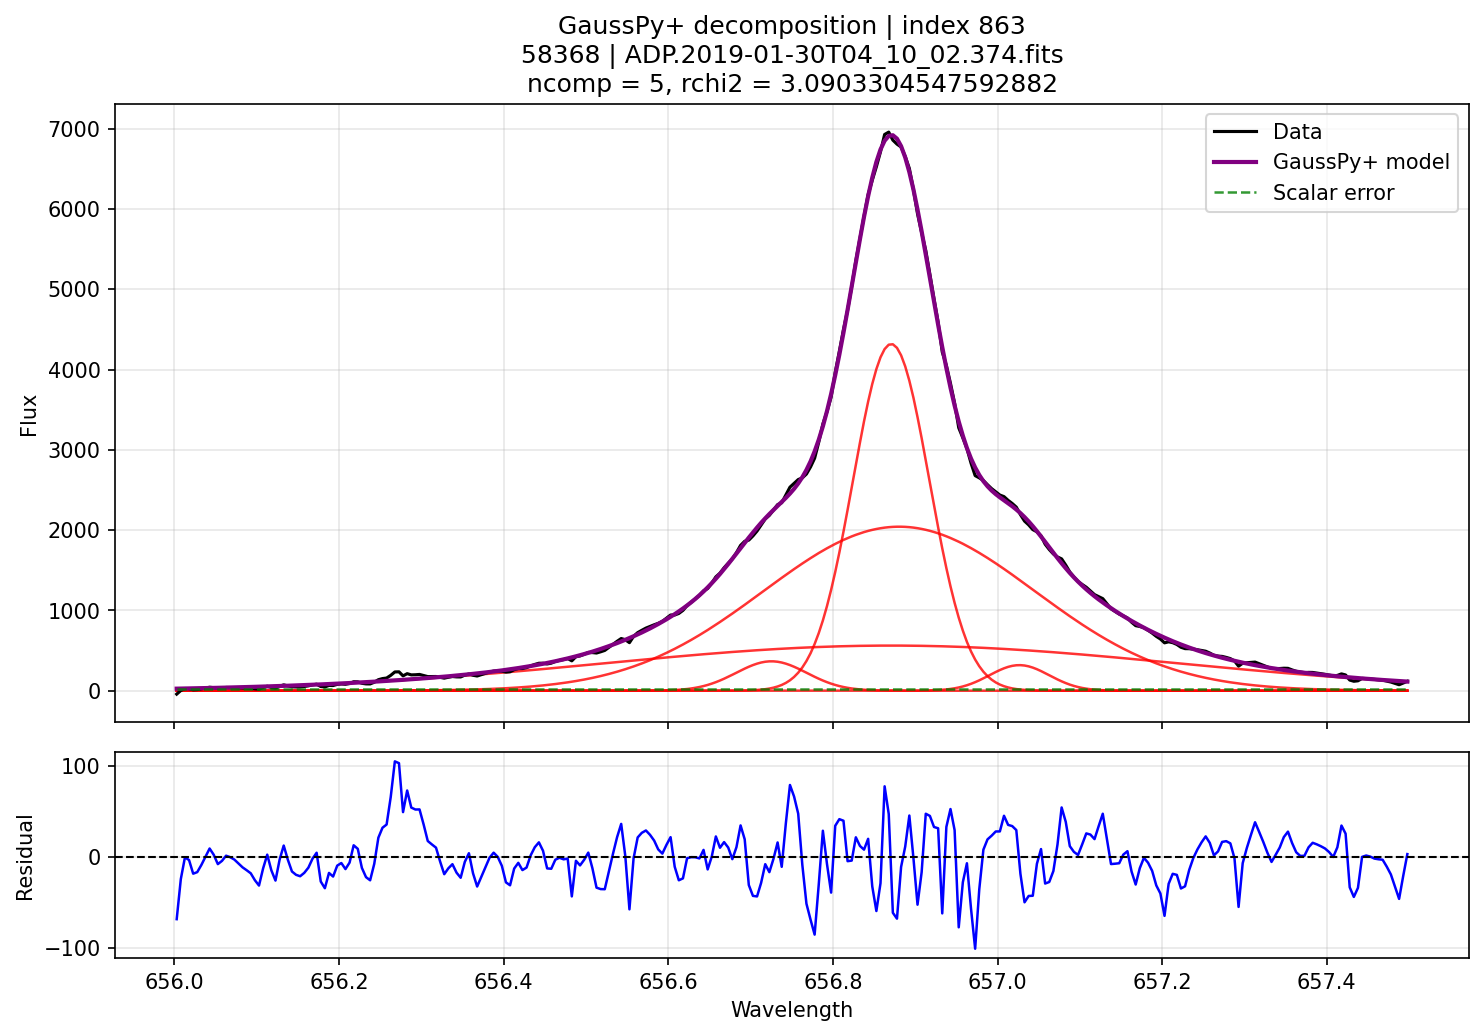 GaussPy+ decomposition | index 863
58368 | ADP.2019-01-30T04_10_02.374.fits
ncomp = 5, rchi2 = 3.0903304547592882
Data
GaussPy+ model
Scalar error
7000
6000
5000
4000
3000
2000
1000
0
Flux
100
0
−100
Residual
656.0
656.2
656.4
656.6
656.8
657.0
657.2
657.4
Wavelength